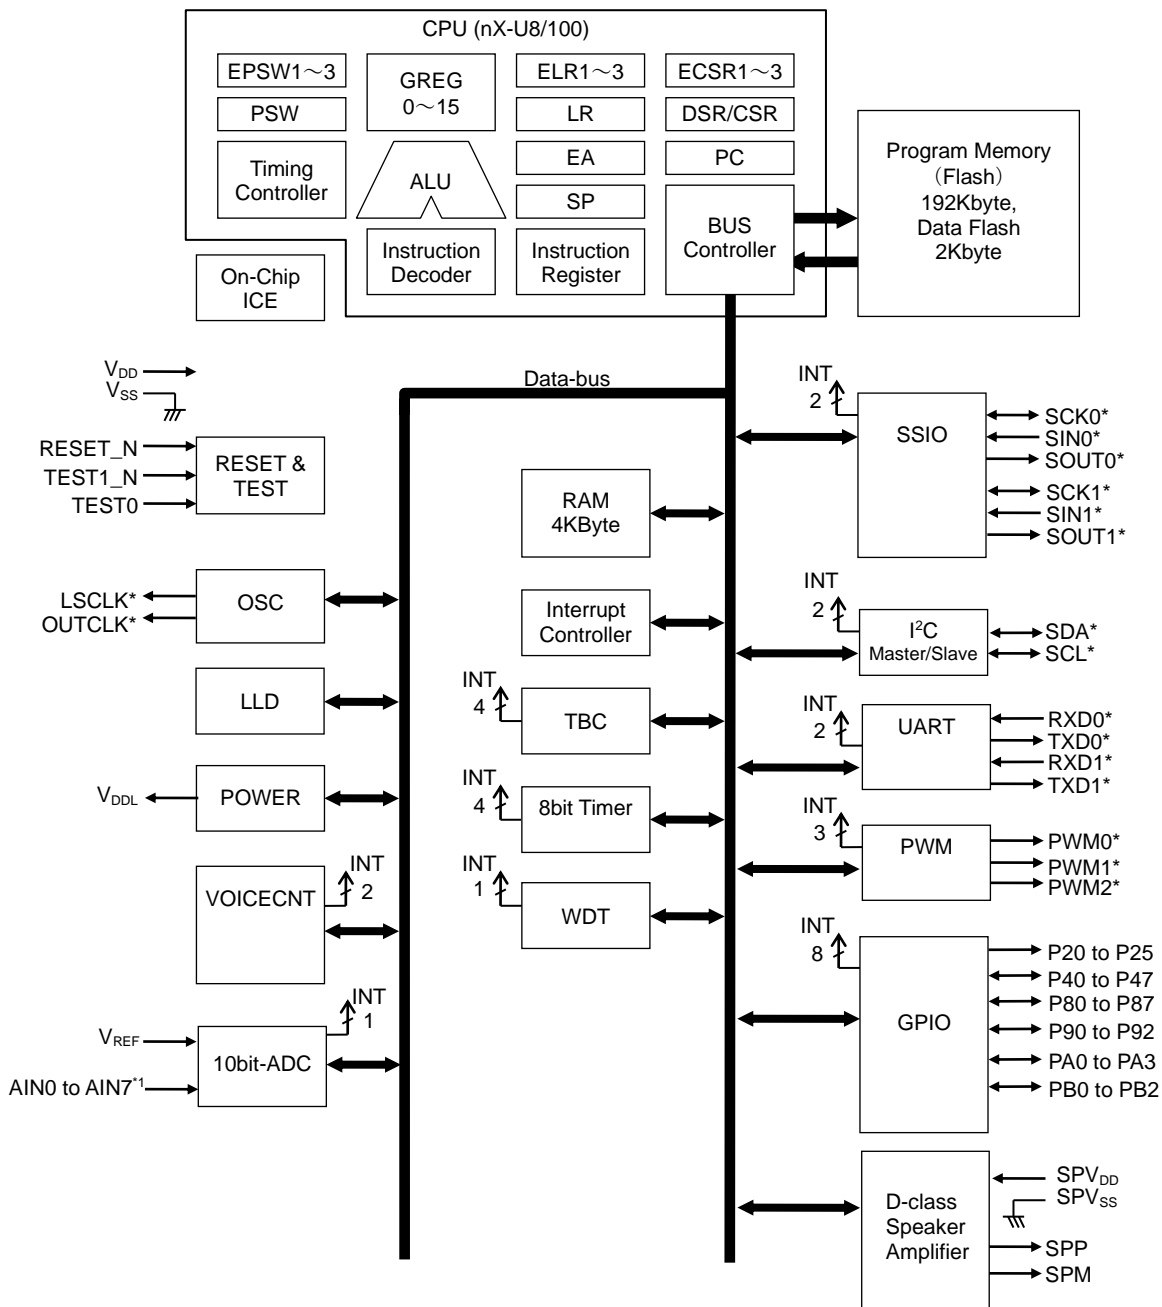 CPU (nX-U8/100)
EPSW1～3
GREG
0～15
ELR1～3
ECSR1～3
PSW
LR
DSR/CSR
Timing
Controller
ALU
EA
PC
SP
BUS
Controller
Instruction
Decoder
Instruction
Register
On-Chip
ICE
Program Memory
（Flash）
192Kbyte,
Data Flash
2Kbyte
VDD
VSS
Data-bus
RESET_N
TEST1_N
TEST0
RESET &
TEST
LSCLK*
OUTCLK*
OSC
LLD
VDDL
POWER
VOICECNT
INT
2
VREF
AIN0 to AIN7*1
10bit-ADC
INT
1
RAM
4KByte
Interrupt
Controller
INT
4
TBC
INT
4
8bit Timer
INT
1
WDT
INT
2
SSIO
SCK0*
SIN0*
SOUT0*
SCK1*
SIN1*
SOUT1*
INT
2
I²C
Master/Slave
SDA*
SCL*
INT
2
UART
RXD0*
TXD0*
RXD1*
TXD1*
INT
3
PWM
PWM0*
PWM1*
PWM2*
INT
8
GPIO
P20 to P25
P40 to P47
P80 to P87
P90 to P92
PA0 to PA3
PB0 to PB2
D-class
Speaker
Amplifier
SPVDD
SPVSS
SPP
SPM